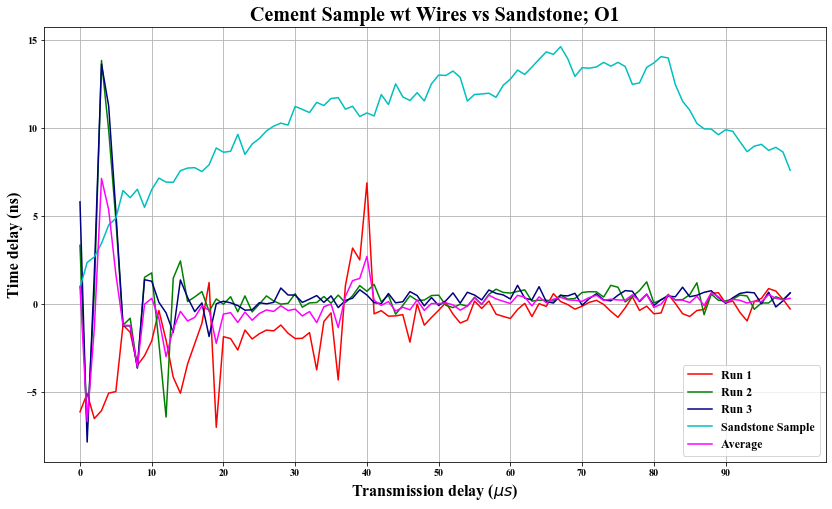 Cement Sample wt Wires vs Sandstone; O1
Time delay (ns)
15
10
5
0
−5
0 10 20 30 40 50 60 70 80 90
Transmission delay (μs)
Run 1
Run 2
Run 3
Sandstone Sample
Average